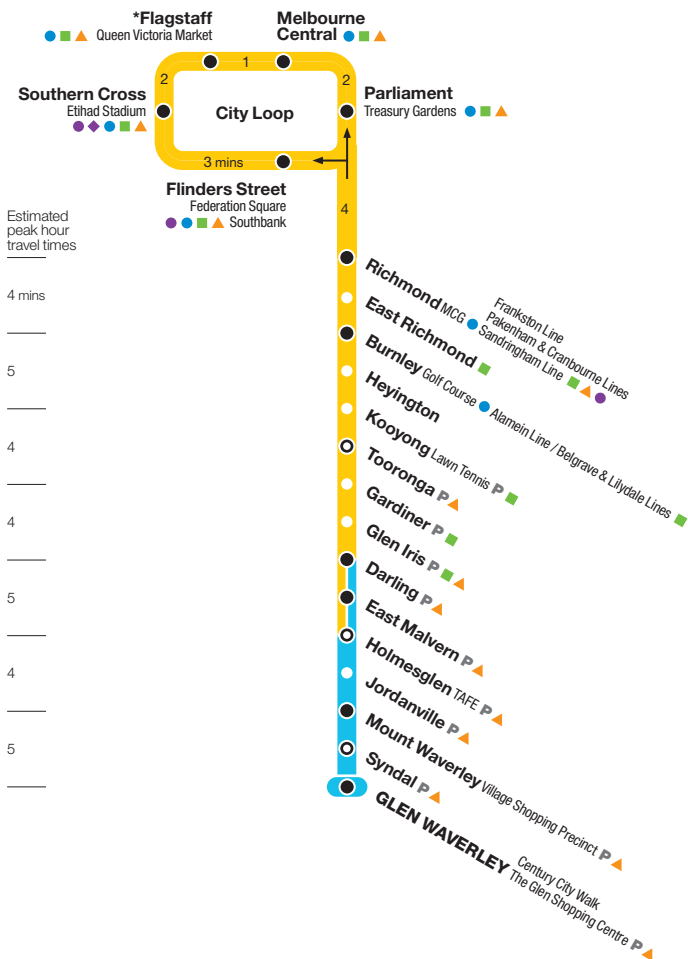 *Flagstaff
Queen Victoria Market
Melbourne
Central
Southern Cross
Etihad Stadium
Parliament
Treasury Gardens
City Loop
2
1
2
3 mins
Flinders Street
Federation Square
Southbank
4
Estimated
peak hour
travel times
4 mins
5
4
4
5
4
5
Richmond MCG
Frankston Line
Pakenham & Cranbourne Lines
Sandringham Line
East Richmond
Burnley Golf Course Alamein Line / Belgrave & Lilydale Lines
Heyington
Kooyong Lawn Tennis P
Tooronga P
Gardiner P
Glen Iris P
Darling P
East Malvern P
Holmesglen TAFE P
Jordanville P
Mount Waverley Village Shopping Precinct P
Syndal P
GLEN WAVERLEY
Century City Walk
The Glen Shopping Centre P